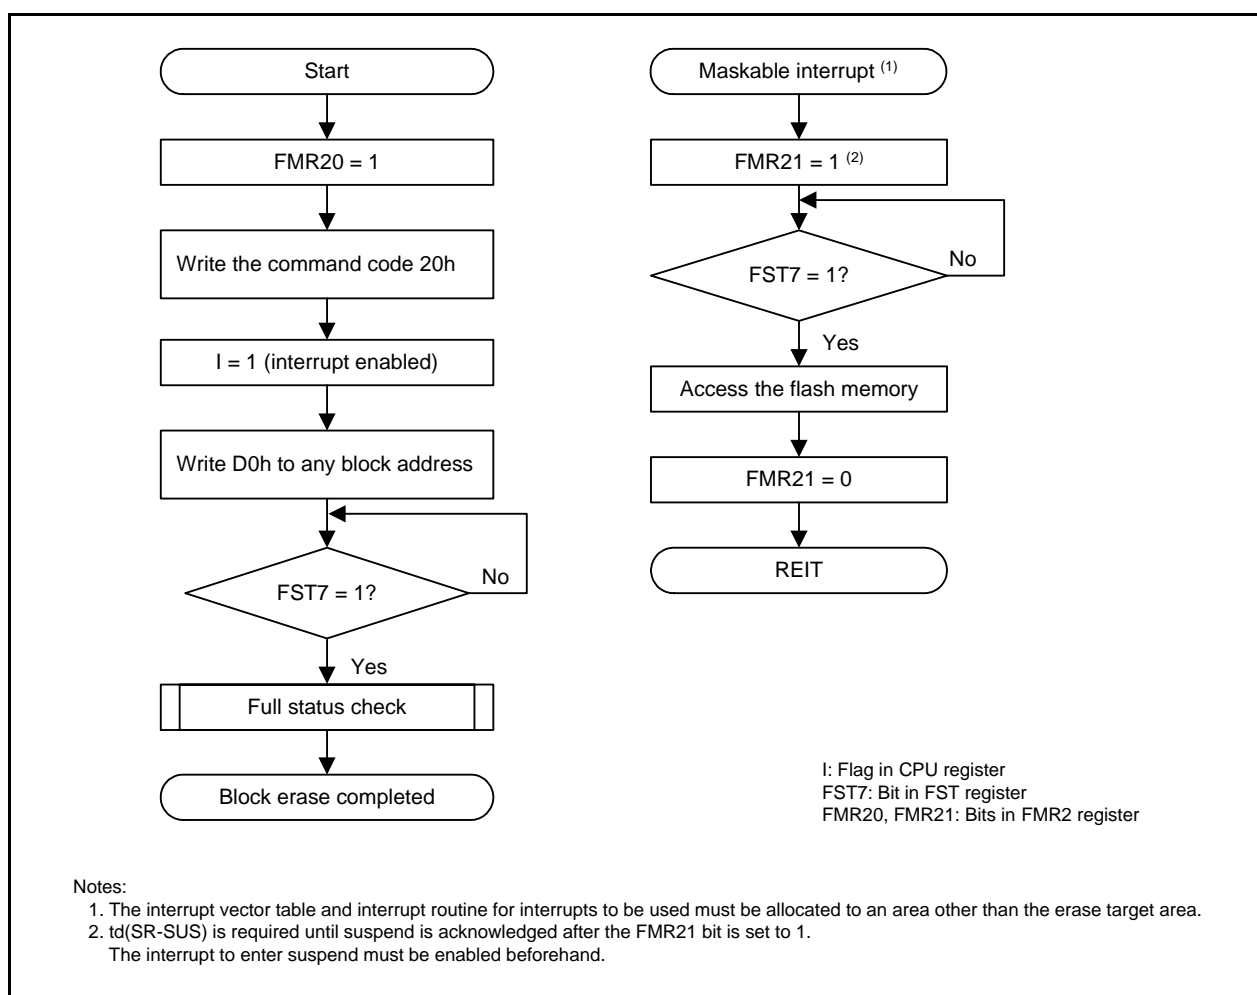 Start
FMR20 = 1
Write the command code 20h
I = 1 (interrupt enabled)
Write D0h to any block address
FST7 = 1?
No
Yes
Full status check
Block erase completed
Maskable interrupt (1)
FMR21 = 1 (2)
FST7 = 1?
No
Yes
Access the flash memory
FMR21 = 0
REIT
I: Flag in CPU register
FST7: Bit in FST register
FMR20, FMR21: Bits in FMR2 register
Notes:
1. The interrupt vector table and interrupt routine for interrupts to be used must be allocated to an area other than the erase target area.
2. td(SR-SUS) is required until suspend is acknowledged after the FMR21 bit is set to 1.
The interrupt to enter suspend must be enabled beforehand.